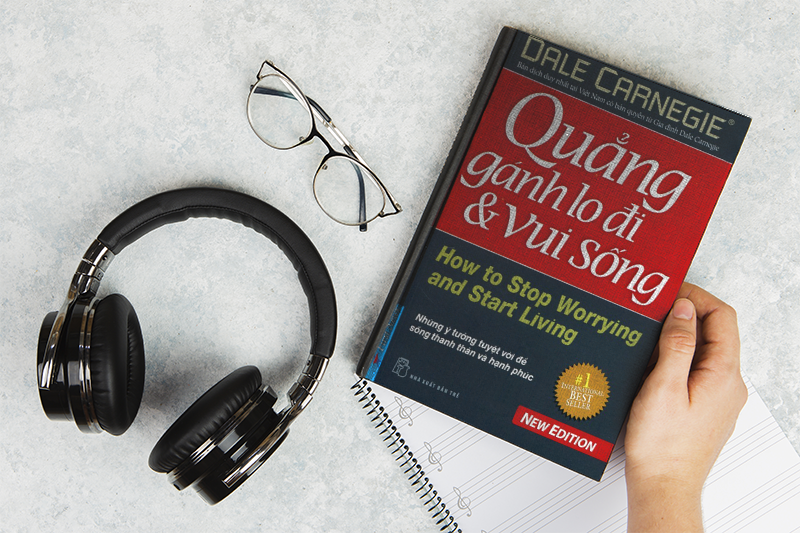 DALE CARNEGIE®
Bản dịch duy nhất tại Việt Nam có bản quyền từ Gia đình Dale Carnegie
Quẳng
gánh lo đi
& vui sống
How to Stop Worrying
and Start Living
Những ý tưởng tuyệt vời để
sống thanh thản và hạnh phúc
NHÀ XUẤT BẢN TRẺ
#1
INTERNATIONAL
BEST
SELLER
NEW EDITION